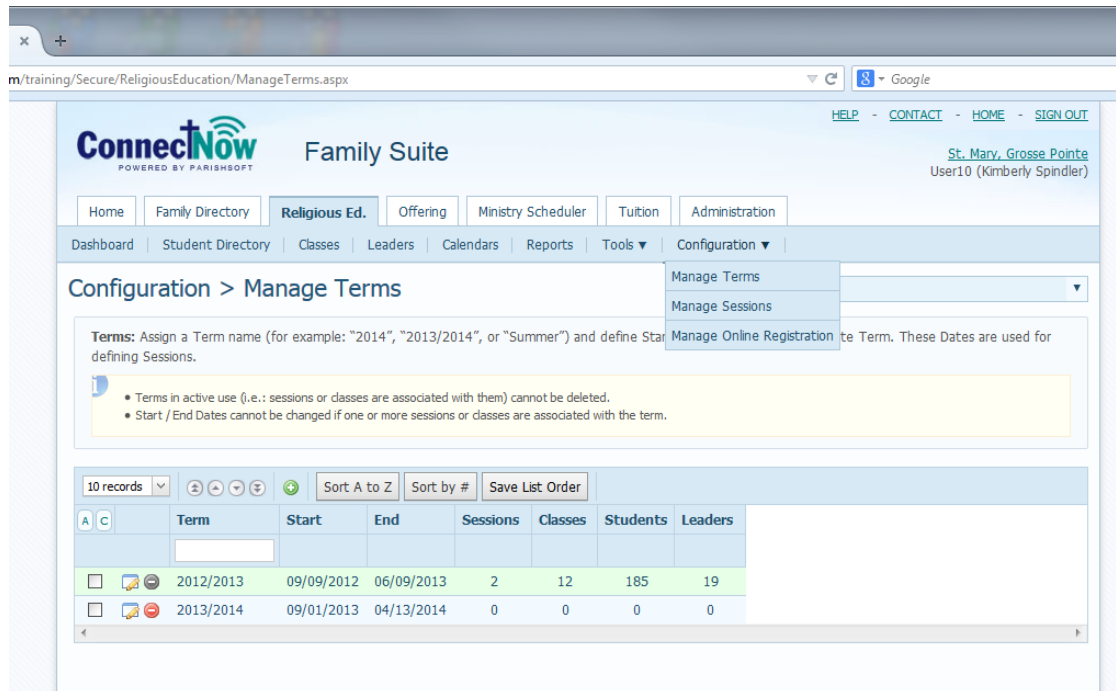 m/training/Secure/ReligiousEducation/ManageTerms.aspx
Google
HELP - CONTACT - HOME - SIGN OUT
ConnectNow
POWERED BY PARISHSOFT
Family Suite
St. Mary, Grosse Pointe
User10 (Kimberly Spindler)
Home Family Directory Religious Ed. Offering Ministry Scheduler Tuition Administration
Dashboard Student Directory Classes Leaders Calendars Reports Tools Configuration
Manage Terms
Manage Sessions
Manage Online Registration
Configuration > Manage Terms
Terms: Assign a Term name (for example: "2014", "2013/2014", or "Summer") and define Star te Term. These Dates are used for
defining Sessions.
• Terms in active use (i.e.: sessions or classes are associated with them) cannot be deleted.
• Start / End Dates cannot be changed if one or more sessions or classes are associated with the term.
10 records Sort A to Z Sort by # Save List Order
A C Term Start End Sessions Classes Students Leaders
2012/2013 09/09/2012 06/09/2013 2 12 185 19
2013/2014 09/01/2013 04/13/2014 0 0 0 0